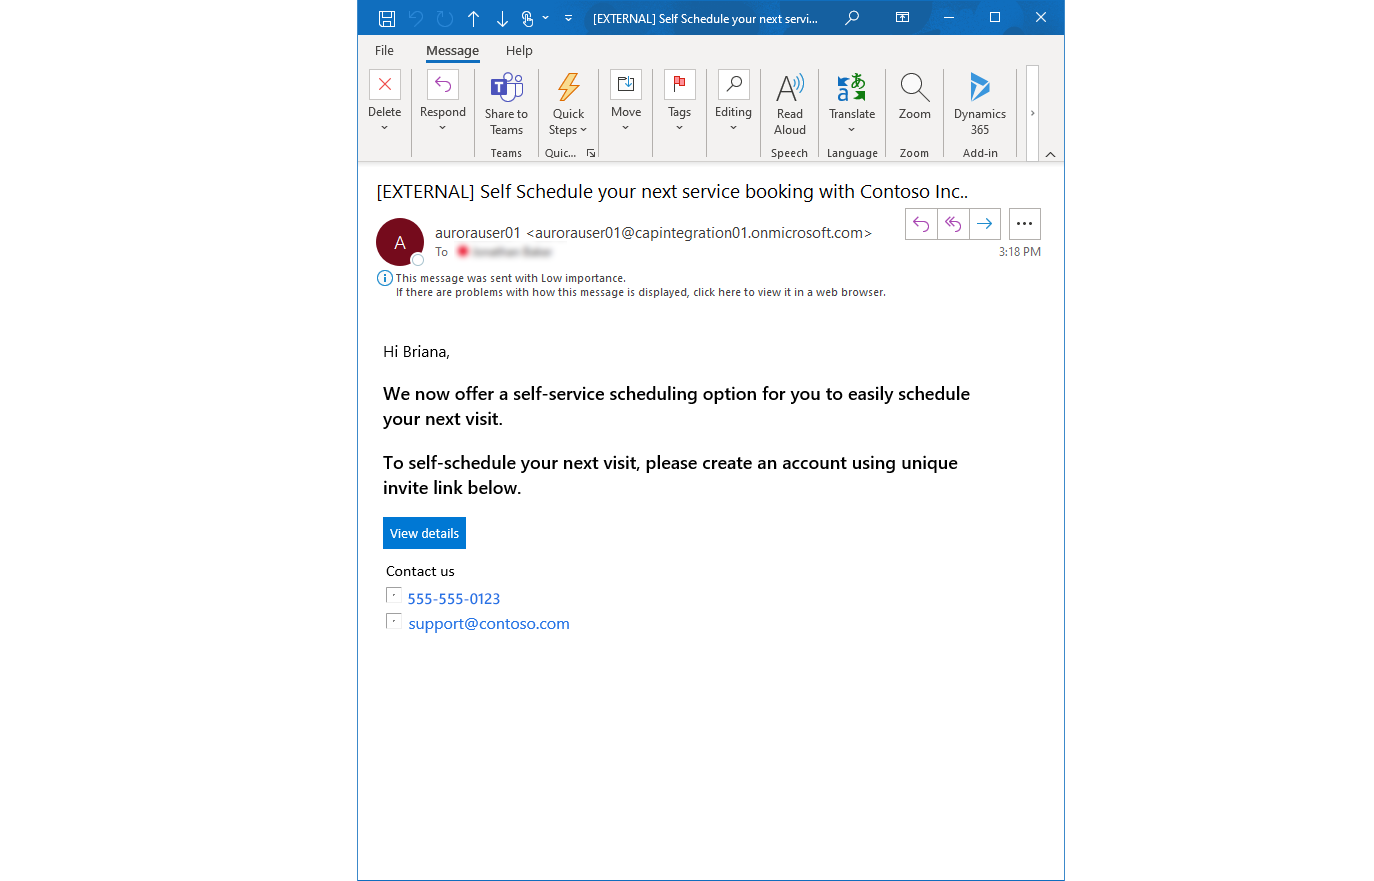 [EXTERNAL] Self Schedule your next servi...
File Message Help
Delete
Respond
Share to Teams
Quick Steps
Move
Tags
Editing
Read Aloud
Translate
Zoom
Dynamics 365
Teams
Quic...
Speech
Language
Zoom
Add-in
[EXTERNAL] Self Schedule your next service booking with Contoso Inc..
A
aurorauser01 <aurorauser01@capintegration01.onmicrosoft.com>
To
3:18 PM
This message was sent with Low importance.
If there are problems with how this message is displayed, click here to view it in a web browser.
Hi Briana,
We now offer a self-service scheduling option for you to easily schedule
your next visit.
To self-schedule your next visit, please create an account using unique
invite link below.
View details
Contact us
555-555-0123
support@contoso.com